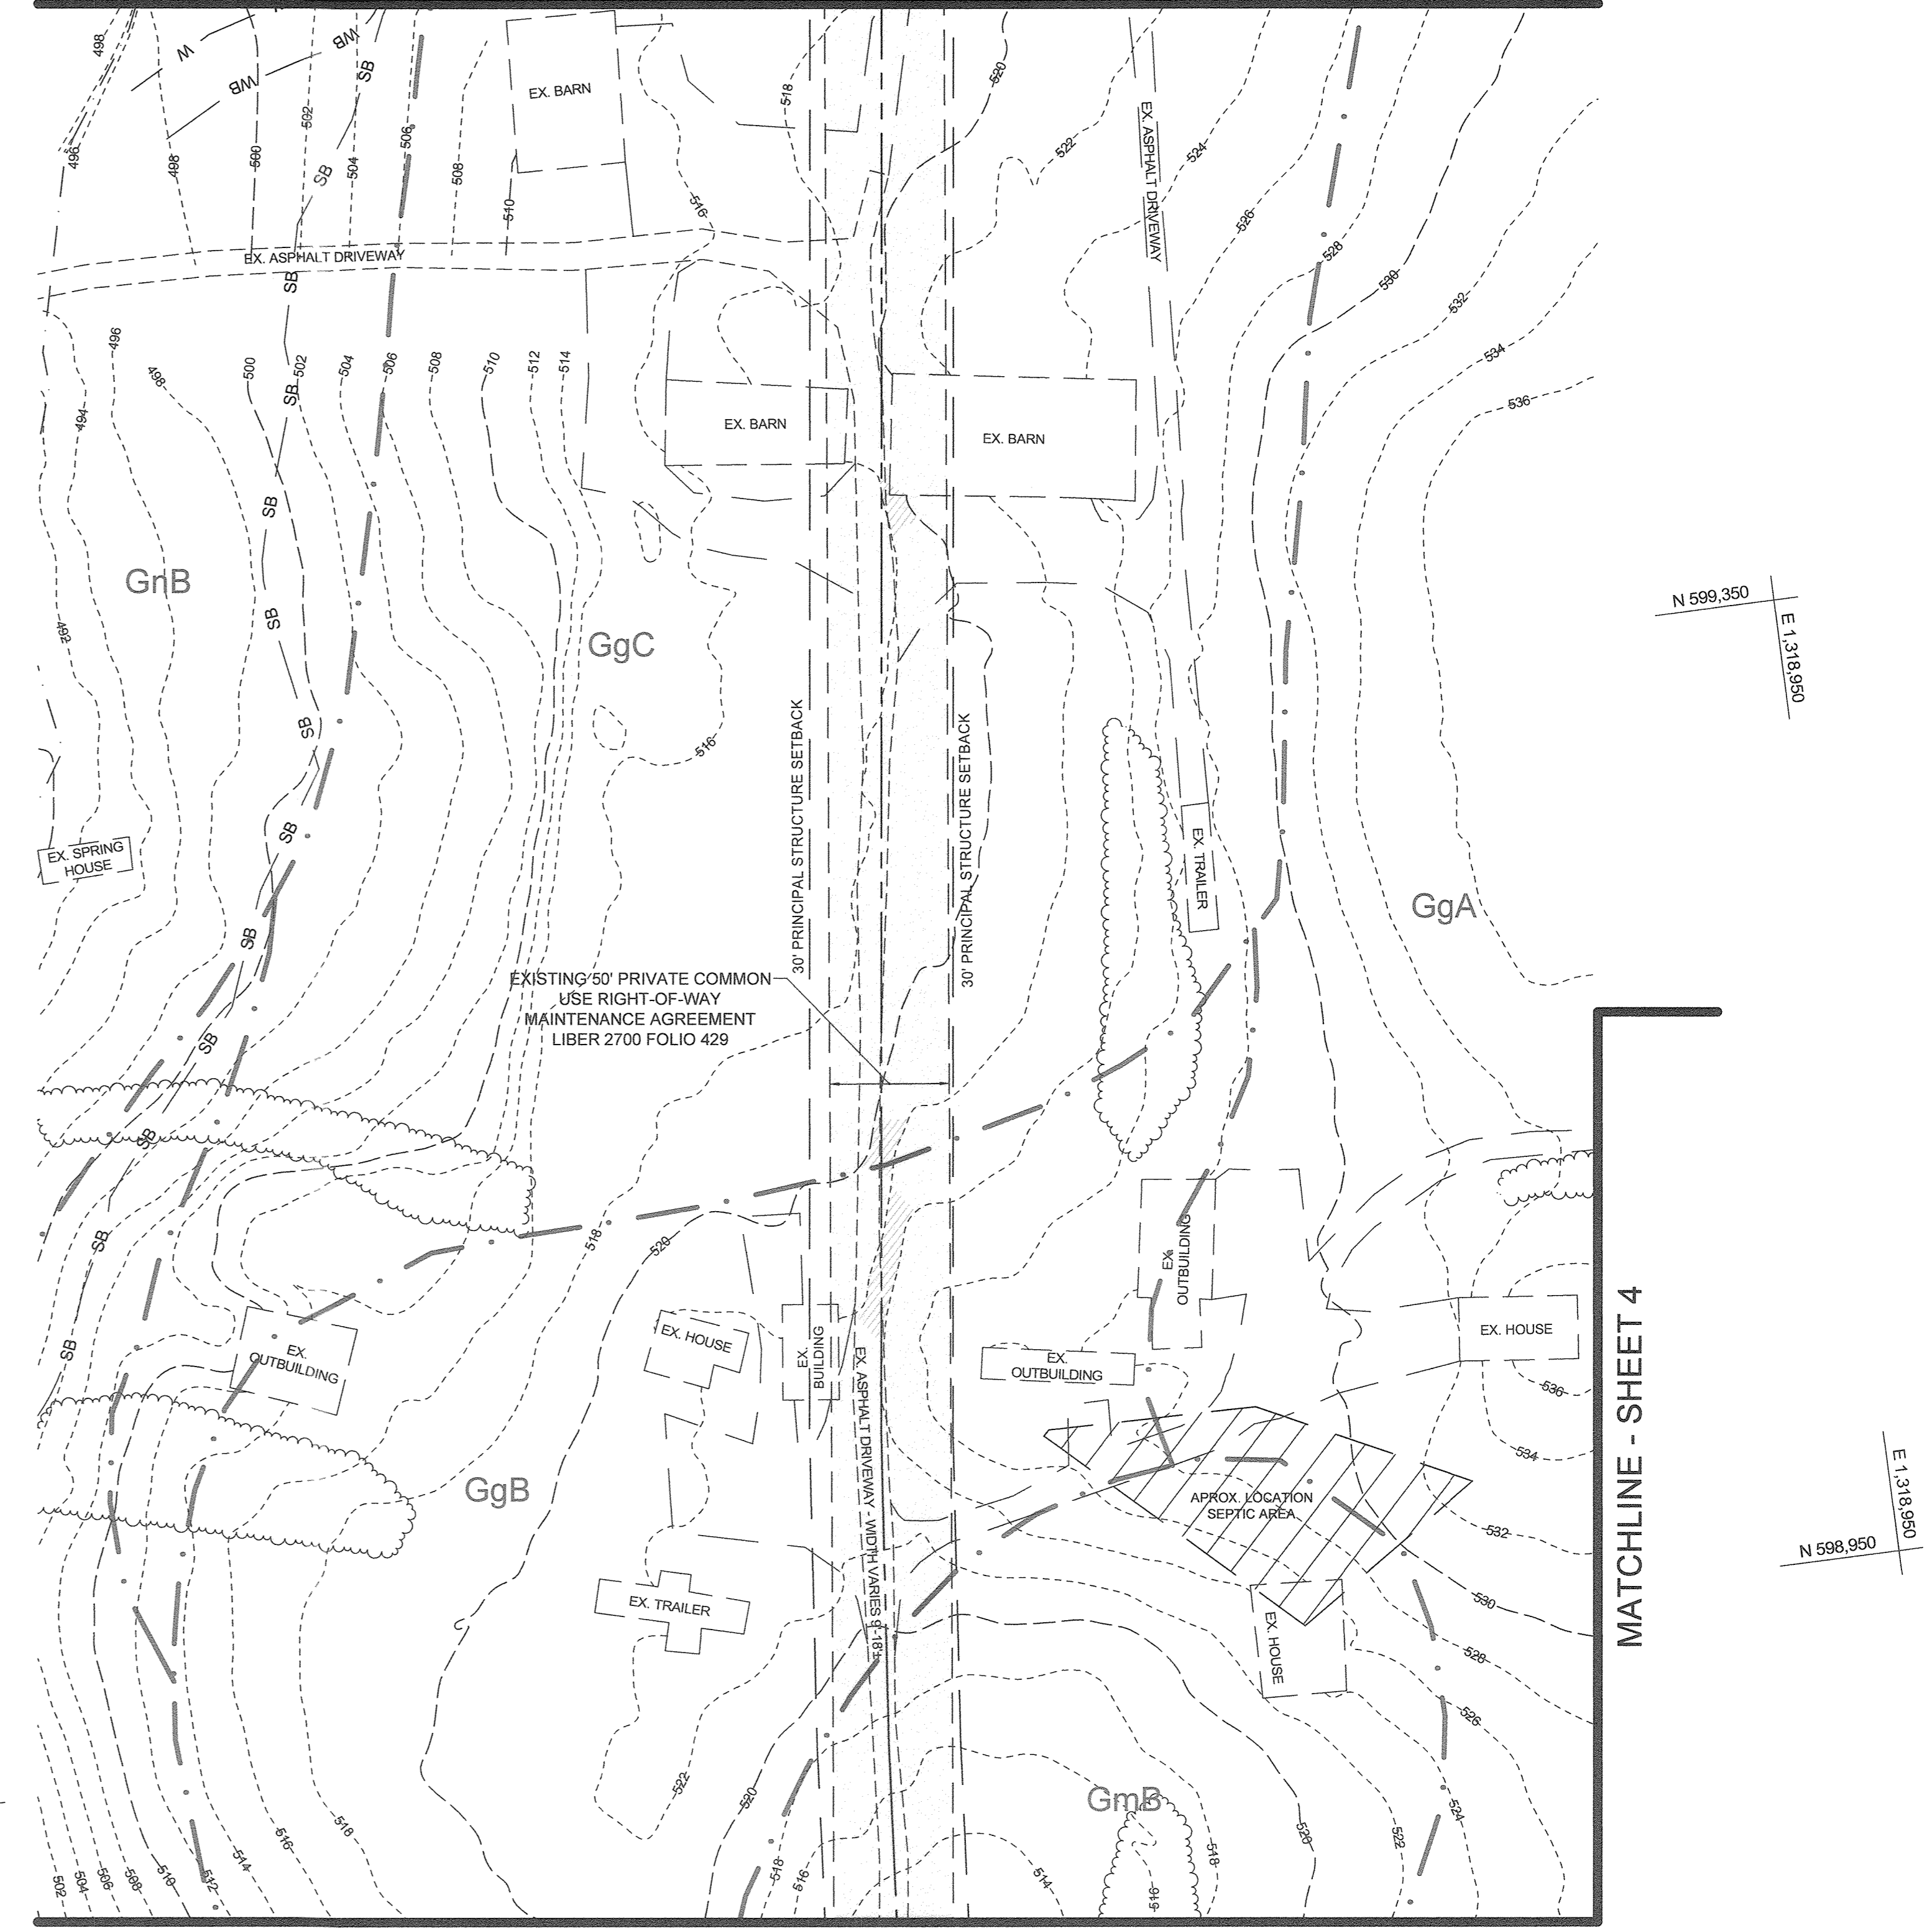 498
W
WB
WB
SB
EX. BARN
518
520
496
498
500
502
SB
504
506
508
510
516
522
EX. ASPHALT DRIVEWAY
524
526
528
530
532
534
536
EX. ASPHALT DRIVEWAY
SB
496
498
494
500
SB
502
504
506
508
510
512
514
EX. BARN
EX. BARN
SB
GnB
492
SB
GgC
N 599,350
E 1,318,950
SB
516
30' PRINCIPAL STRUCTURE SETBACK
30' PRINCIPAL STRUCTURE SETBACK
SB
EX. SPRING
HOUSE
EX. TRAILER
GgA
SB
EXISTING 50' PRIVATE COMMON
USE RIGHT-OF-WAY
MAINTENANCE AGREEMENT
LIBER 2700 FOLIO 429
SB
SB
SB
518
520
EX.
OUTBUILDING
SB
EX.
OUTBUILDING
EX. HOUSE
EX.
BUILDING
EX.
OUTBUILDING
EX. HOUSE
536
534
532
530
528
526
524
MATCHLINE - SHEET 4
E 1,318,950
N 598,950
GgB
EX. ASPHALT DRIVEWAY - WIDTH VARIES 9'-18'±
APROX. LOCATION
SEPTIC AREA
EX. TRAILER
EX. HOUSE
522
520
518
516
GmB
514
516
518
520
522
502
504
506
508
510
512
514
516
518